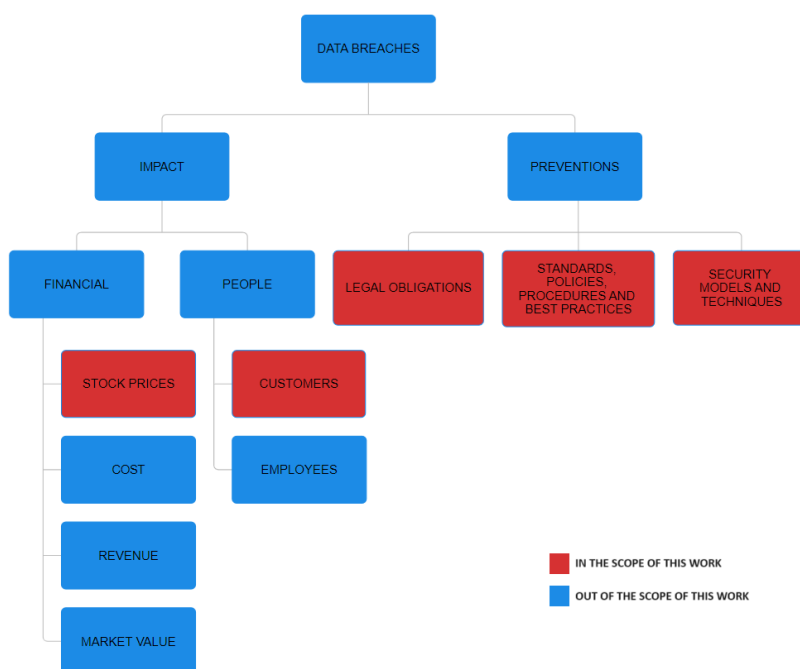 DATA BREACHES
IMPACT
PREVENTIONS
FINANCIAL
PEOPLE
LEGAL OBLIGATIONS
STANDARDS,
POLICIES,
PROCEDURES AND
BEST PRACTICES
SECURITY
MODELS AND
TECHNIQUES
STOCK PRICES
CUSTOMERS
COST
EMPLOYEES
REVENUE
MARKET VALUE
IN THE SCOPE OF THIS WORK
OUT OF THE SCOPE OF THIS WORK